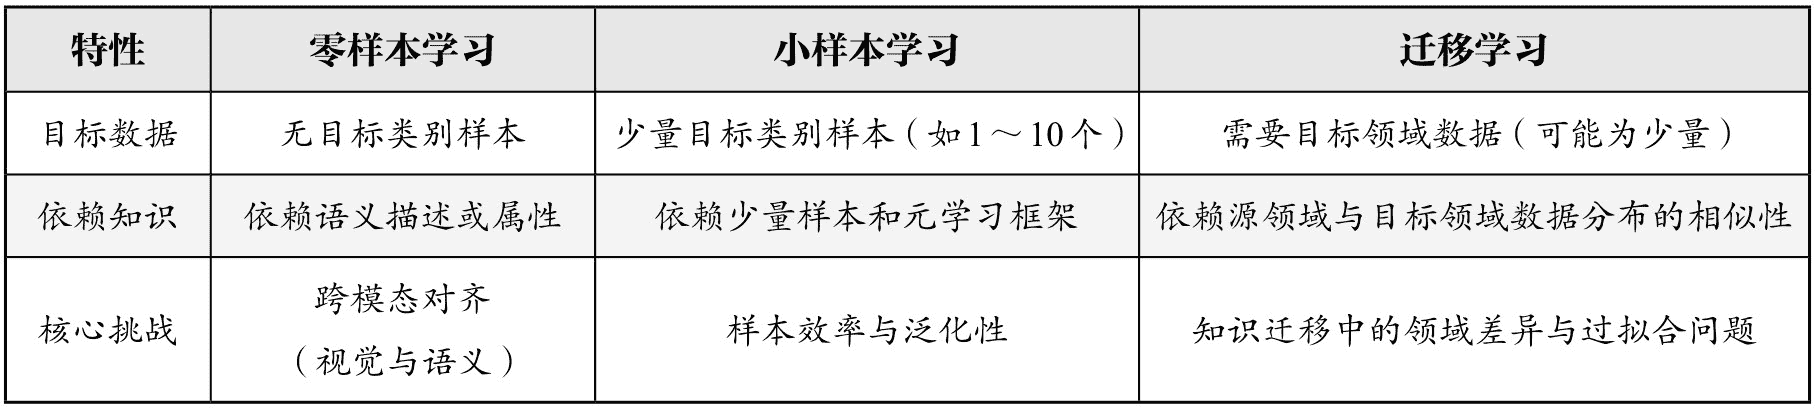 特性 零样本学习 小样本学习 迁移学习
目标数据 无目标类别样本 少量目标类别样本（如1～10个） 需要目标领域数据（可能为少量）
依赖知识 依赖语义描述或属性 依赖少量样本和元学习框架 依赖源领域与目标领域数据分布的相似性
核心挑战 跨模态对齐
（视觉与语义） 样本效率与泛化性 知识迁移中的领域差异与过拟合问题